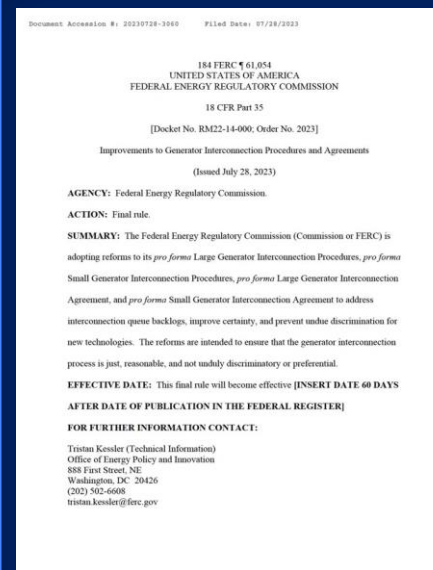 Document Accession #: 20230728-3060 Filed Date: 07/28/2023
184 FERC ¶ 61,054
UNITED STATES OF AMERICA
FEDERAL ENERGY REGULATORY COMMISSION
18 CFR Part 35
[Docket No. RM22-14-000; Order No. 2023]
Improvements to Generator Interconnection Procedures and Agreements
(Issued July 28, 2023)
AGENCY: Federal Energy Regulatory Commission.
ACTION: Final rule.
SUMMARY: The Federal Energy Regulatory Commission (Commission or FERC) is
adopting reforms to its pro forma Large Generator Interconnection Procedures, pro forma
Small Generator Interconnection Procedures, pro forma Large Generator Interconnection
Agreement, and pro forma Small Generator Interconnection Agreement to address
interconnection queue backlogs, improve certainty, and prevent undue discrimination for
new technologies. The reforms are intended to ensure that the generator interconnection
process is just, reasonable, and not unduly discriminatory or preferential.
EFFECTIVE DATE: This final rule will become effective [INSERT DATE 60 DAYS
AFTER DATE OF PUBLICATION IN THE FEDERAL REGISTER]
FOR FURTHER INFORMATION CONTACT:
Tristan Kessler (Technical Information)
Office of Energy Policy and Innovation
888 First Street, NE
Washington, DC 20426
(202) 502-6608
tristan.kessler@ferc.gov